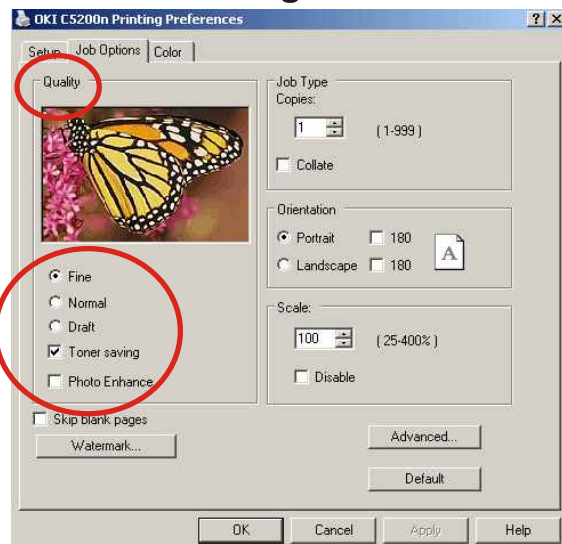 OKI C5200n Printing Preferences
Setup
Job Options
Color
Quality
Fine
Normal
Draft
Toner saving
Photo Enhance
Skip blank pages
Watermark...
Job Type
Copies:
1
(1-999)
Collate
Orientation
Portrait
180
Landscape
180
A
Scale:
100
(25-400%)
Disable
Advanced...
Default
OK
Cancel
Apply
Help